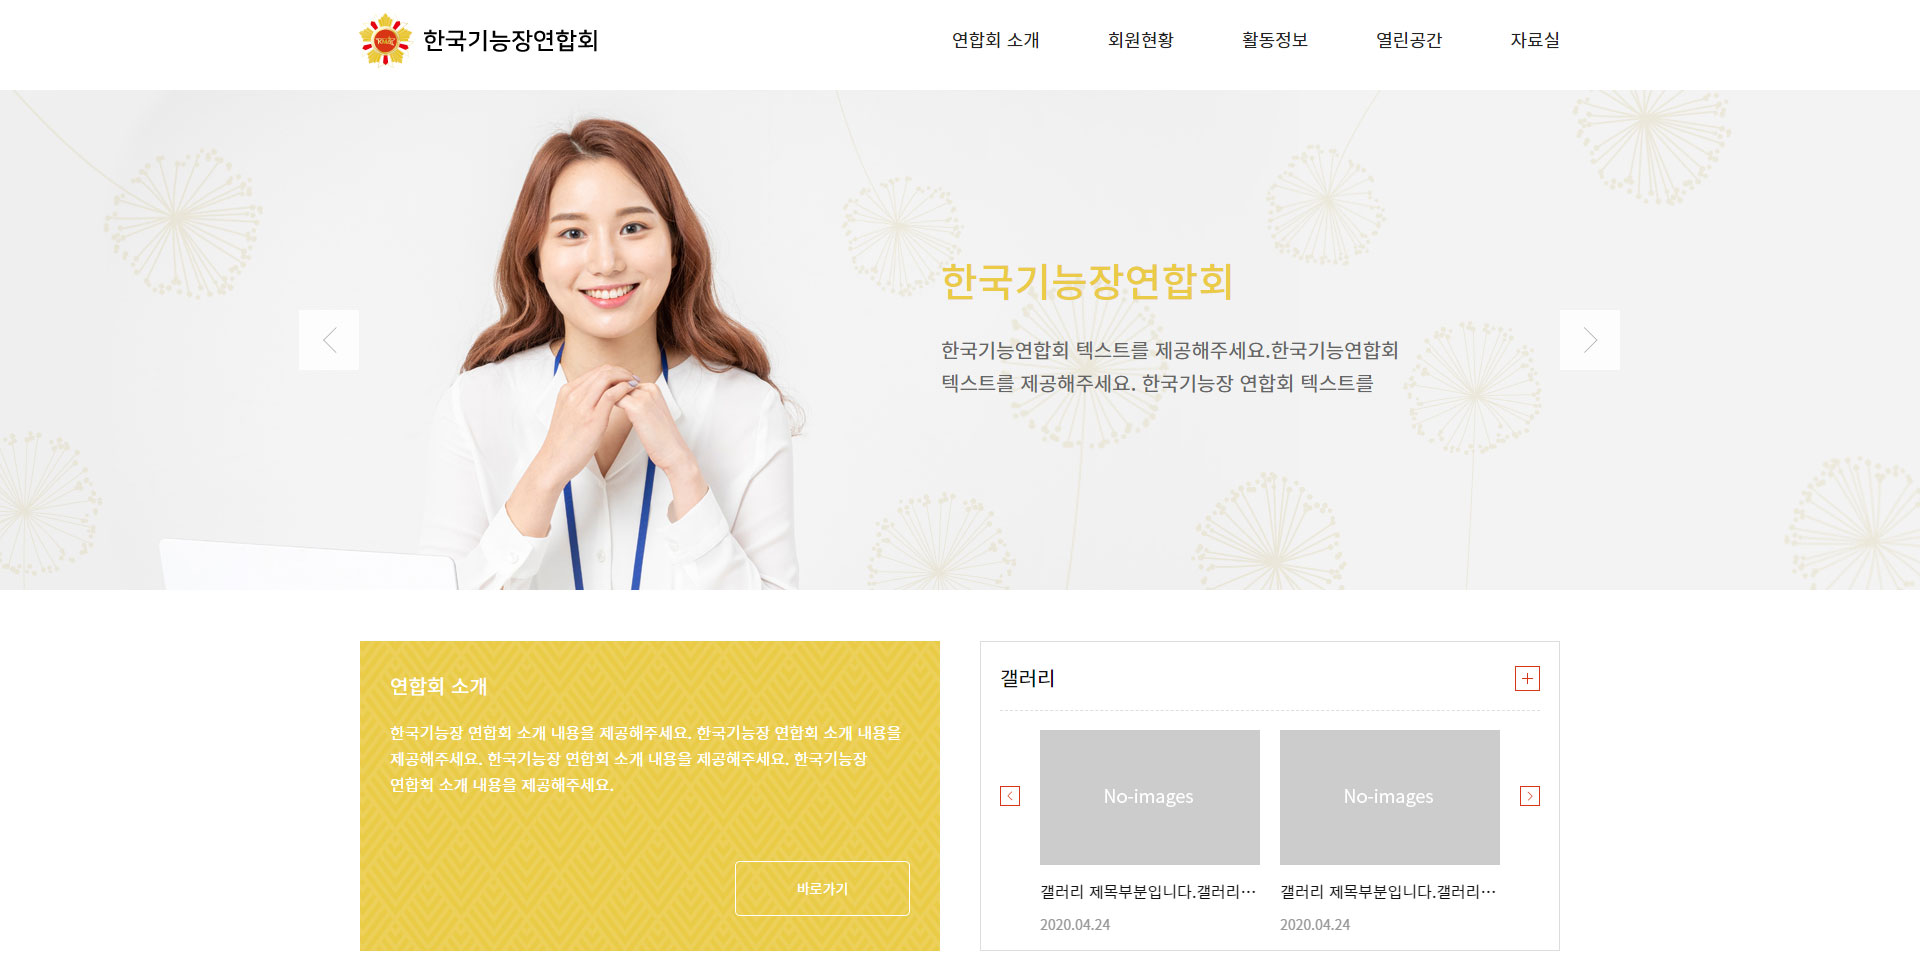 한국기능장연합회
연합회 소개
회원현황
활동정보
열린공간
자료실
한국기능장연합회
한국기능연합회 텍스트를 제공해주세요.한국기능연합회
텍스트를 제공해주세요. 한국기능장 연합회 텍스트를
연합회 소개
한국기능장 연합회 소개 내용을 제공해주세요. 한국기능장 연합회 소개 내용을
제공해주세요. 한국기능장 연합회 소개 내용을 제공해주세요. 한국기능장
연합회 소개 내용을 제공해주세요.
바로가기
갤러리
No-images
No-images
갤러리 제목부분입니다.갤러리…
갤러리 제목부분입니다.갤러리…
2020.04.24
2020.04.24